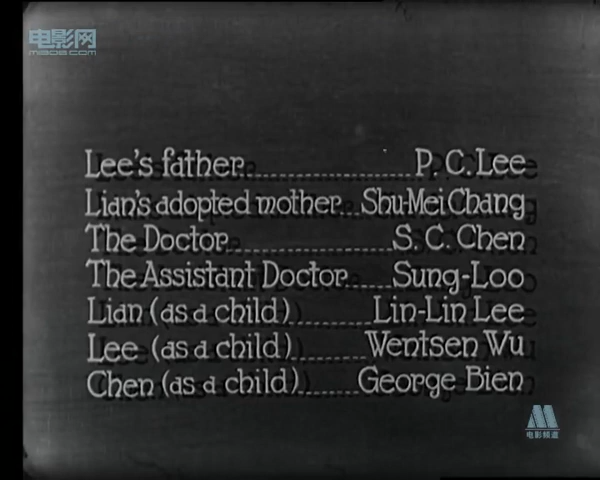 电影网
m1905.com
Lee's father.......................P. C. Lee
Lian's adopted mother...Shu-Mei Chang
The Doctor.......................S. C. Chen
The Assistant Doctor.....Sung-Loo
Lian (as a child)...........Lin-Lin Lee
Lee (as a child)..........Wentsen Wu
Chen (as a child)........George Bien
电影频道